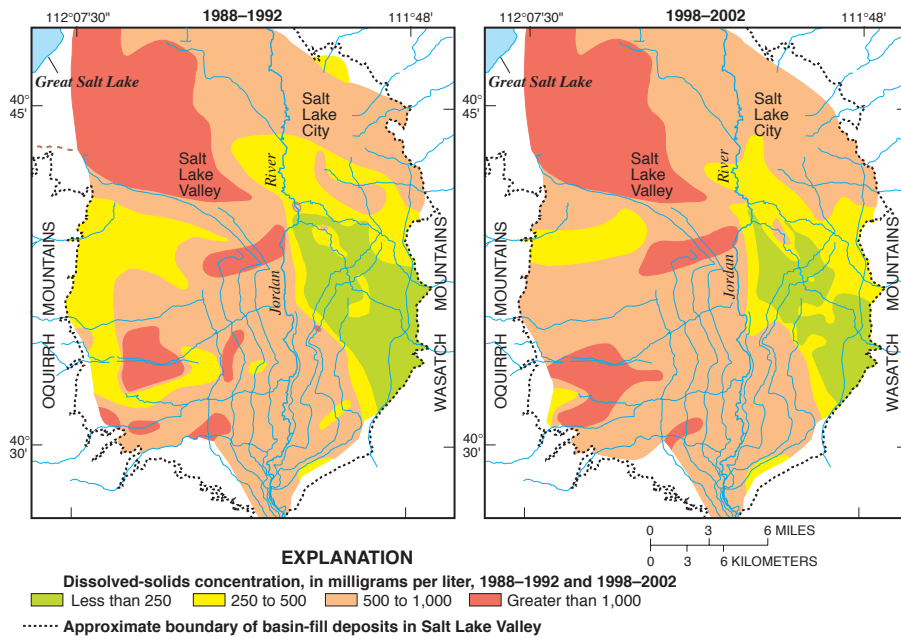 1988–1992
112°07'30"
111°48'
Great Salt Lake
40°
45'
Salt
Lake
City
Salt
Lake
Valley
River
Jordan
OQUIRRH MOUNTAINS
WASATCH MOUNTAINS
40°
30'
1998–2002
112°07'30"
111°48'
Great Salt Lake
40°
45'
Salt
Lake
City
Salt
Lake
Valley
River
Jordan
OQUIRRH MOUNTAINS
WASATCH MOUNTAINS
40°
30'
0 3 6 MILES
0 3 6 KILOMETERS
EXPLANATION
Dissolved-solids concentration, in milligrams per liter, 1988–1992 and 1998–2002
Less than 250 250 to 500 500 to 1,000 Greater than 1,000
Approximate boundary of basin-fill deposits in Salt Lake Valley